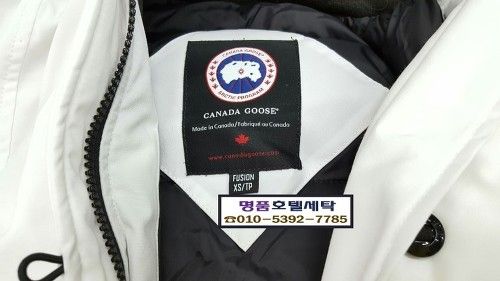 CANADA GOOSE
ARCTIC PROGRAM
CANADA GOOSE®
Made in Canada/Fabriqué au Canada
www.canadagoose.com
FUSION
XS/TP
명품호텔세탁
☎010-5392-7785